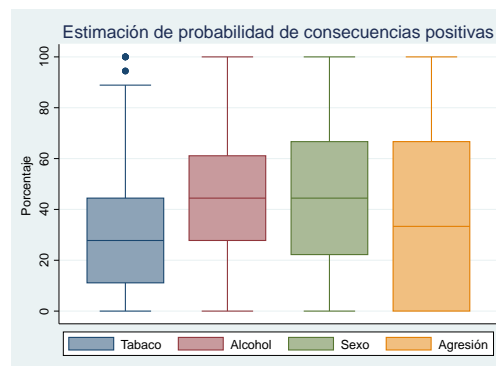 Estimación de probabilidad de consecuencias positivas
Porcentaje
100
80
60
40
20
0
Tabaco Alcohol Sexo Agresión